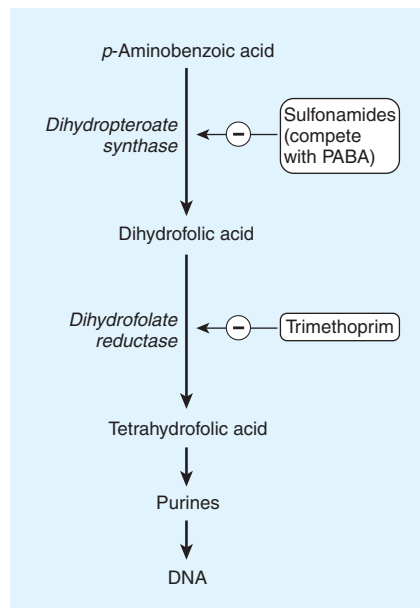 p-Aminobenzoic acid
Dihydropteroate
synthase
−
Sulfonamides
(compete
with PABA)
Dihydrofolic acid
Dihydrofolate
reductase
−
Trimethoprim
Tetrahydrofolic acid
Purines
DNA